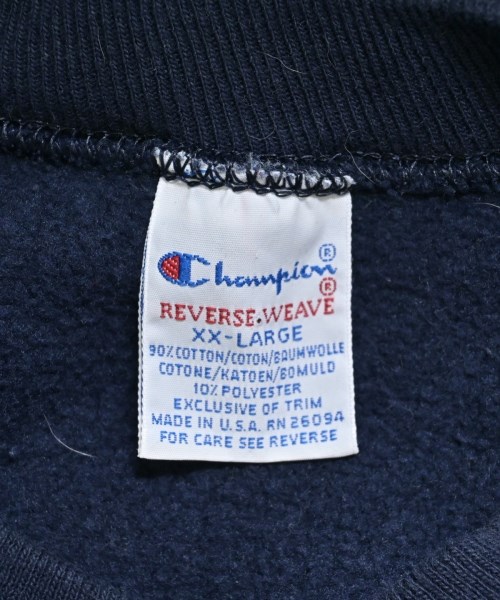 Champion®
REVERSE WEAVE®
XX-LARGE
90% COTTON/COTON/BAUMWOLLE
COTONE/KATOEN/BOMULD
10% POLYESTER
EXCLUSIVE OF TRIM
MADE IN U.S.A. RN 26094
FOR CARE SEE REVERSE